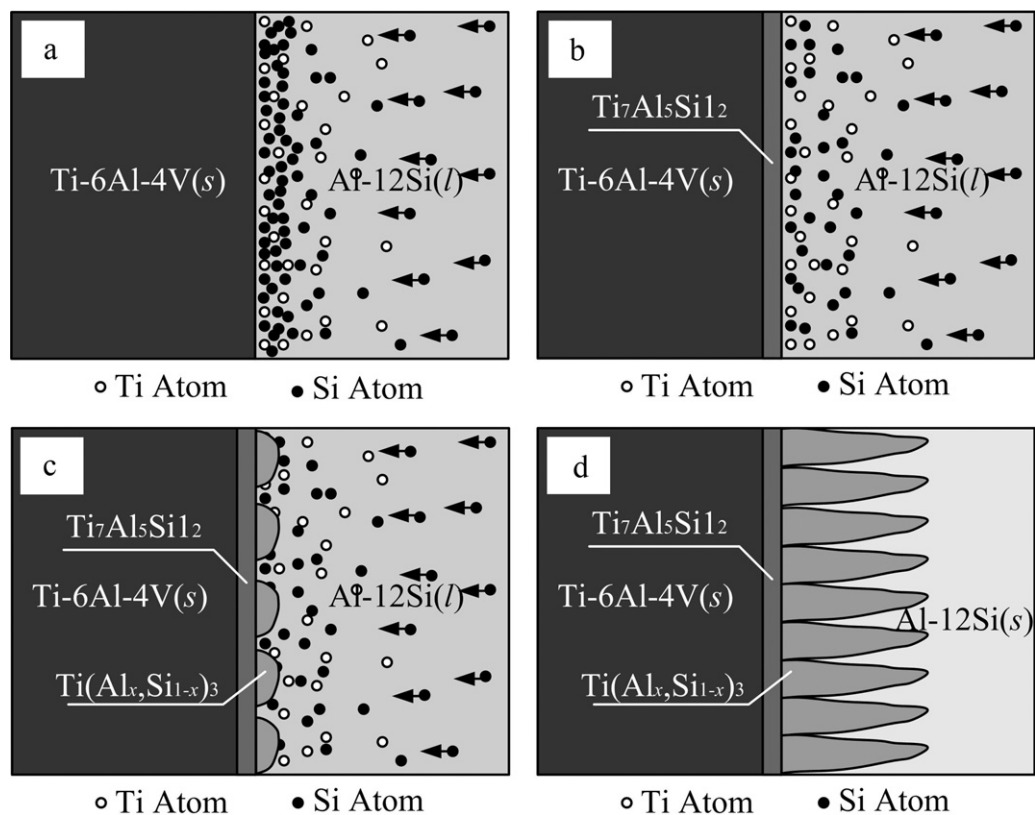 a
Ti-6Al-4V(s)
Al-12Si(l)
Ti Atom
Si Atom
b
Ti₇Al₅Si1₂
Ti-6Al-4V(s)
Al-12Si(l)
Ti Atom
Si Atom
c
Ti₇Al₅Si1₂
Ti-6Al-4V(s)
Al-12Si(l)
Ti(Alₓ,Si₁₋ₓ)₃
Ti Atom
Si Atom
d
Ti₇Al₅Si1₂
Ti-6Al-4V(s)
Al-12Si(s)
Ti(Alₓ,Si₁₋ₓ)₃
Ti Atom
Si Atom